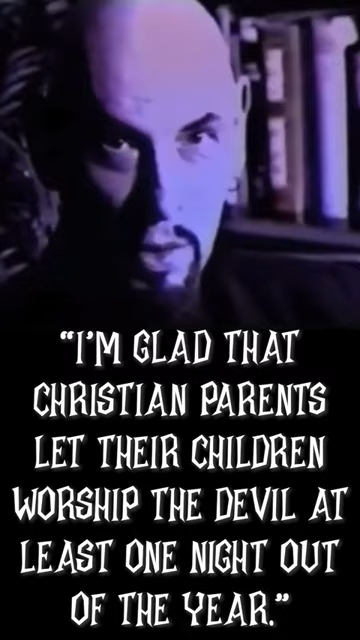 “I’M GLAD THAT
CHRISTIAN PARENTS
LET THEIR CHILDREN
WORSHIP THE DEVIL AT
LEAST ONE NIGHT OUT
OF THE YEAR.”